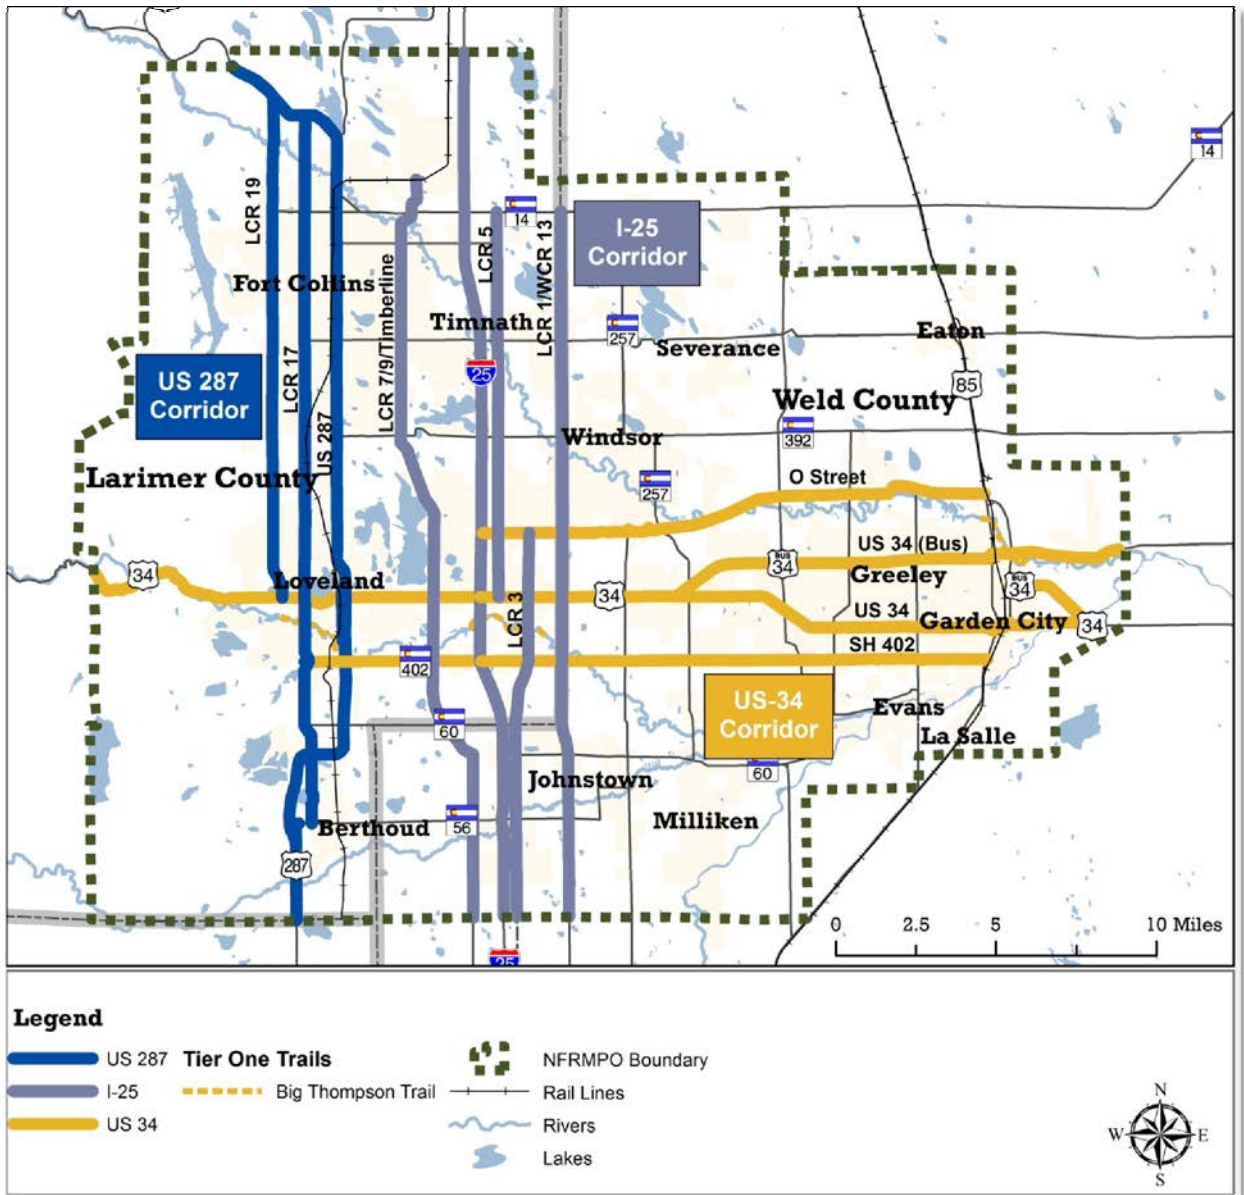 14
LCR 19
14
I-25
Corridor
LCR 5
LCR 1/WCR 13
Fort Collins
LCR 7/9/Timberline
Timnath
257
Eaton
Severance
LCR 17
25
US 287
Corridor
85
Weld County
392
Windsor
US 287
Larimer County
O Street
257
US 34 (Bus)
BUS
34
34
Loveland
Greeley
BUS
34
34
LCR 3
US 34
Garden City
34
SH 402
402
US-34
Corridor
Evans
60
La Salle
60
Johnstown
56
Milliken
Berthoud
287
0 2.5 5 10 Miles
25
Legend
US 287 Tier One Trails
NFRMPO Boundary
I-25
Big Thompson Trail
Rail Lines
US 34
Rivers
Lakes
N
W E
S